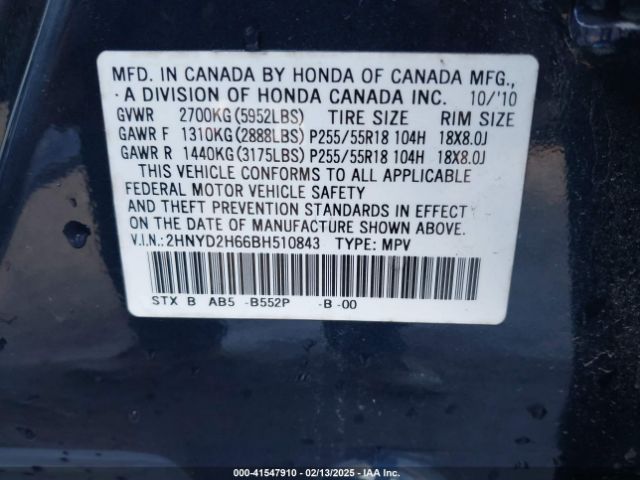 MFD. IN CANADA BY HONDA OF CANADA MFG.,
A DIVISION OF HONDA CANADA INC. 10/'10
GVWR 2700KG(5952LBS) TIRE SIZE RIM SIZE
GAWR F 1310KG(2888LBS) P255/55R18 104H 18X8.0J
GAWR R 1440KG(3175LBS) P255/55R18 104H 18X8.0J
THIS VEHICLE CONFORMS TO ALL APPLICABLE
FEDERAL MOTOR VEHICLE SAFETY
AND THEFT PREVENTION STANDARDS IN EFFECT
ON THE DATE OF MANUFACTURE SHOWN ABOVE.
V.I.N.: 2HNYD2H66BH510843 TYPE: MPV
STX B AB5 -B552P -B -00
000-41547910 - 02/13/2025 - IAA Inc.